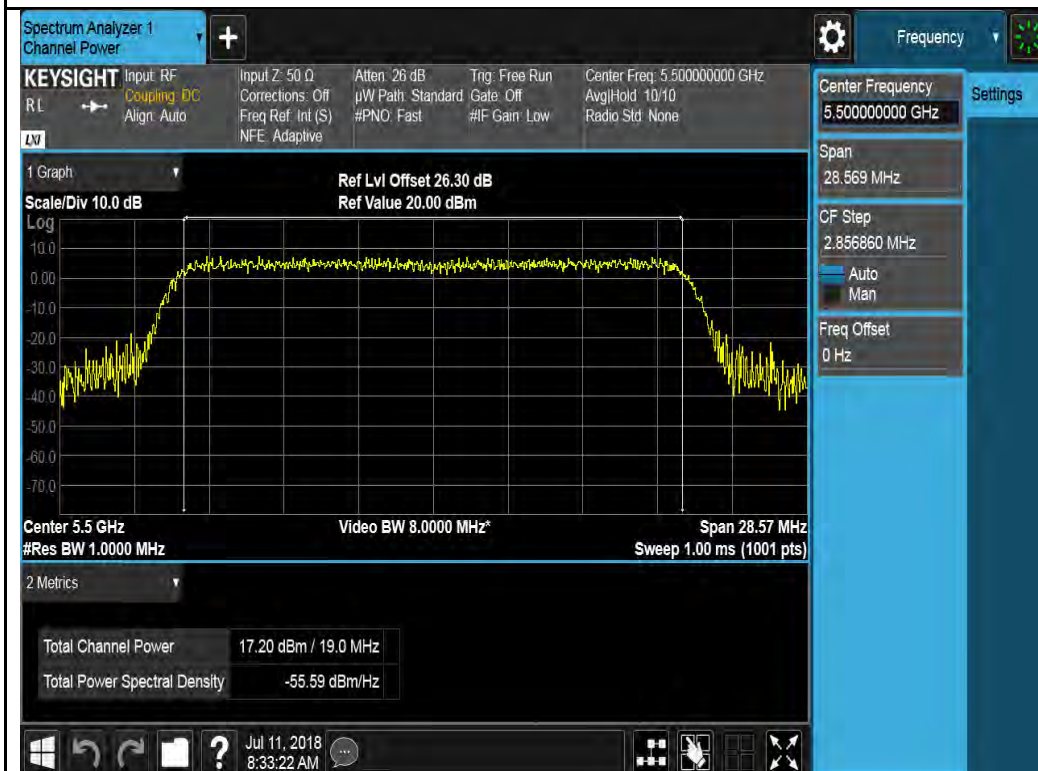 Spectrum Analyzer 1
Channel Power
+
Frequency
KEYSIGHT
R L
LXI
Input: RF
Coupling: DC
Align: Auto
Input Z: 50 Ω
Corrections: Off
Freq Ref: Int (S)
NFE: Adaptive
Atten: 26 dB
µW Path: Standard
#PNO: Fast
Trig: Free Run
Gate: Off
#IF Gain: Low
Center Freq: 5.500000000 GHz
Avg|Hold: 10/10
Radio Std: None
Center Frequency
5.500000000 GHz
Settings
Span
28.569 MHz
CF Step
2.856860 MHz
Auto
Man
Freq Offset
0 Hz
1 Graph
Scale/Div 10.0 dB
Ref Lvl Offset 26.30 dB
Ref Value 20.00 dBm
Log
10.0
0.00
-10.0
-20.0
-30.0
-40.0
-50.0
-60.0
-70.0
Center 5.5 GHz
#Res BW 1.0000 MHz
Video BW 8.0000 MHz*
Span 28.57 MHz
Sweep 1.00 ms (1001 pts)
2 Metrics
Total Channel Power 17.20 dBm / 19.0 MHz
Total Power Spectral Density -55.59 dBm/Hz
?
Jul 11, 2018
8:33:22 AM